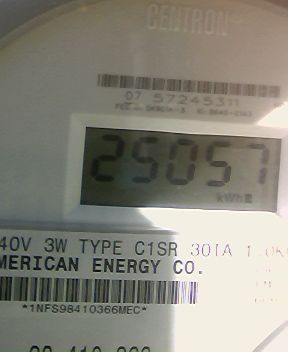 CENTRON
07 57245311
25057
kWh
40V 3W TYPE C1SR 30TA
MERICAN ENERGY CO.
*1NFS98410366MEC*